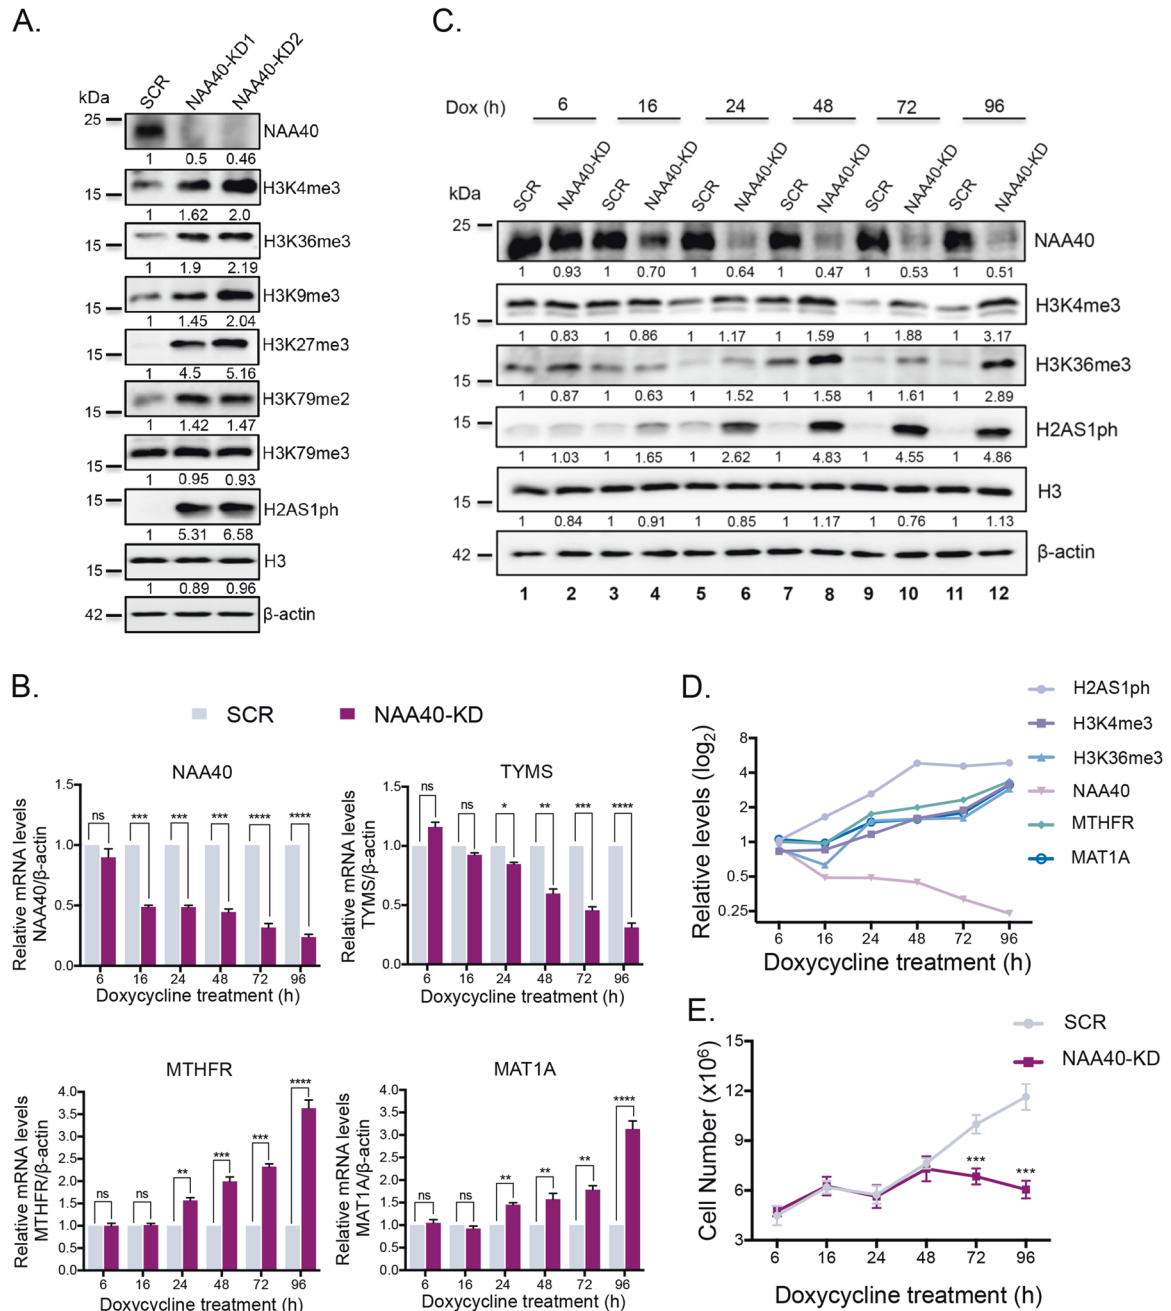 A.
kDa
SCR NAA40-KD1 NAA40-KD2
25 NAA40
1 0.5 0.46
15 H3K4me3
1 1.62 2.0
15 H3K36me3
1 1.9 2.19
15 H3K9me3
1 1.45 2.04
15 H3K27me3
1 4.5 5.16
15 H3K79me2
1 1.42 1.47
15 H3K79me3
1 0.95 0.93
15 H2AS1ph
1 5.31 6.58
15 H3
1 0.89 0.96
42 β-actin
C.
Dox (h) 6 16 24 48 72 96
kDa
SCR NAA40-KD SCR NAA40-KD SCR NAA40-KD SCR NAA40-KD SCR NAA40-KD SCR NAA40-KD
25 NAA40
1 0.93 1 0.70 1 0.64 1 0.47 1 0.53 1 0.51
15 H3K4me3
1 0.83 1 0.86 1 1.17 1 1.59 1 1.88 1 3.17
15 H3K36me3
1 0.87 1 0.63 1 1.52 1 1.58 1 1.61 1 2.89
15 H2AS1ph
1 1.03 1 1.65 1 2.62 1 4.83 1 4.55 1 4.86
15 H3
1 0.84 1 0.91 1 0.85 1 1.17 1 0.76 1 1.13
42 β-actin
1 2 3 4 5 6 7 8 9 10 11 12
B.
SCR NAA40-KD
NAA40
Relative mRNA levels
NAA40/β-actin
1.5
1.0
0.5
0.0
ns *** *** *** **** ****
6 16 24 48 72 96
Doxycycline treatment (h)
TYMS
Relative mRNA levels
TYMS/β-actin
1.5
1.0
0.5
0.0
ns ns * ** *** ****
6 16 24 48 72 96
Doxycycline treatment (h)
MTHFR
Relative mRNA levels
MTHFR/β-actin
4.0
3.5
3.0
2.5
2.0
1.5
1.0
0.5
0.0
ns ns ** *** *** ****
6 16 24 48 72 96
Doxycycline treatment (h)
MAT1A
Relative mRNA levels
MAT1A/β-actin
4.0
3.5
3.0
2.5
2.0
1.5
1.0
0.5
0.0
ns ns ** ** ** ****
6 16 24 48 72 96
Doxycycline treatment (h)
D.
Relative levels (log2)
8
4
2
1
0.5
0.25
6 16 24 48 72 96
Doxycycline treatment (h)
H2AS1ph
H3K4me3
H3K36me3
NAA40
MTHFR
MAT1A
E.
Cell Number (x10⁶)
15
12
9
6
3
*** ***
6 16 24 48 72 96
Doxycycline treatment (h)
SCR
NAA40-KD